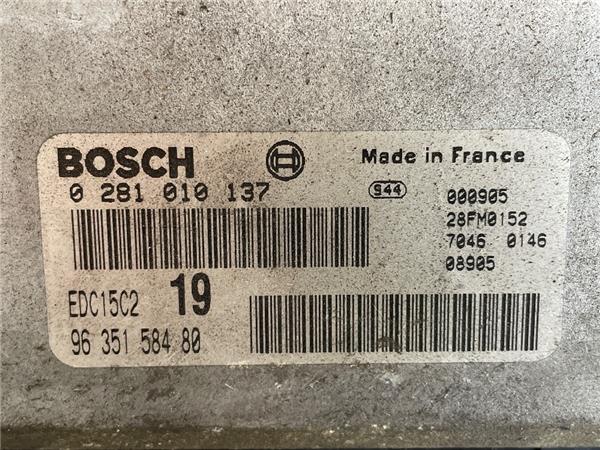 BOSCH
Made in France
0 281 010 137
944
000905
28FM0152
7046 0146
08905
EDC15C2 19
96 351 584 80